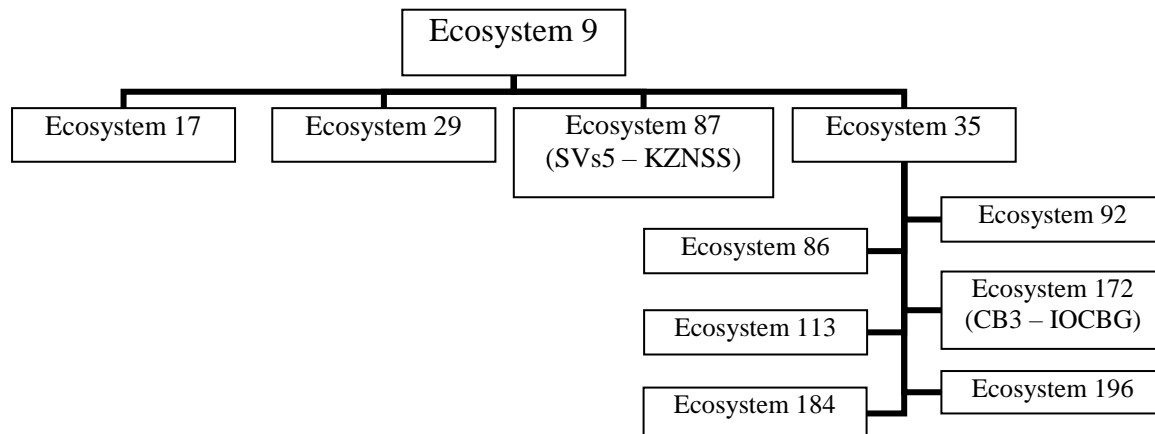 Ecosystem 9
Ecosystem 17
Ecosystem 29
Ecosystem 87
(SVs5 – KZNSS)
Ecosystem 35
Ecosystem 92
Ecosystem 86
Ecosystem 172
(CB3 – IOCBG)
Ecosystem 113
Ecosystem 196
Ecosystem 184